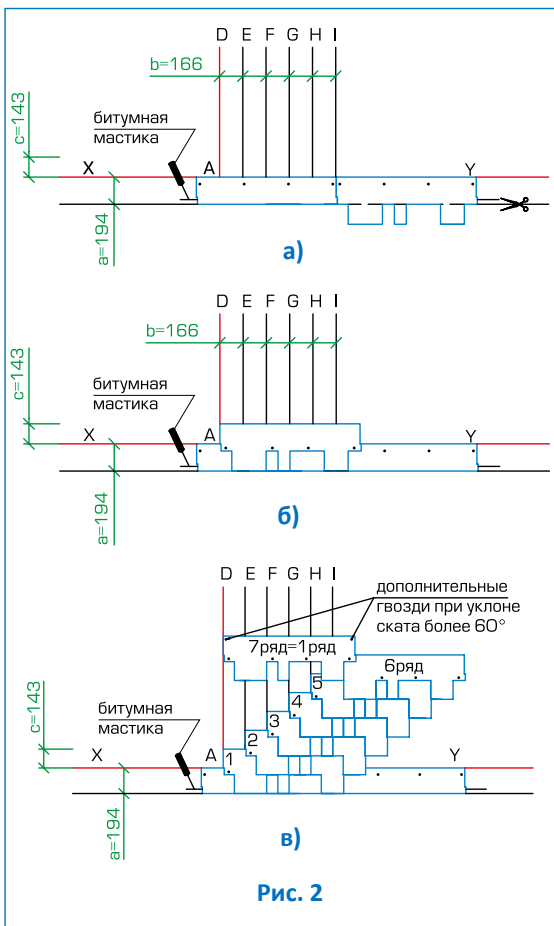 D E F G H I
b=166
c=143
битумная
мастика
X A Y
a=194
а)
D E F G H I
b=166
c=143
битумная
мастика
X A Y
a=194
б)
D E F G H I
дополнительные
гвозди при уклоне
ската более 60°
7ряд=1ряд
6ряд
5
4
3
2
1
c=143
битумная
мастика
X A Y
a=194
в)
Рис. 2